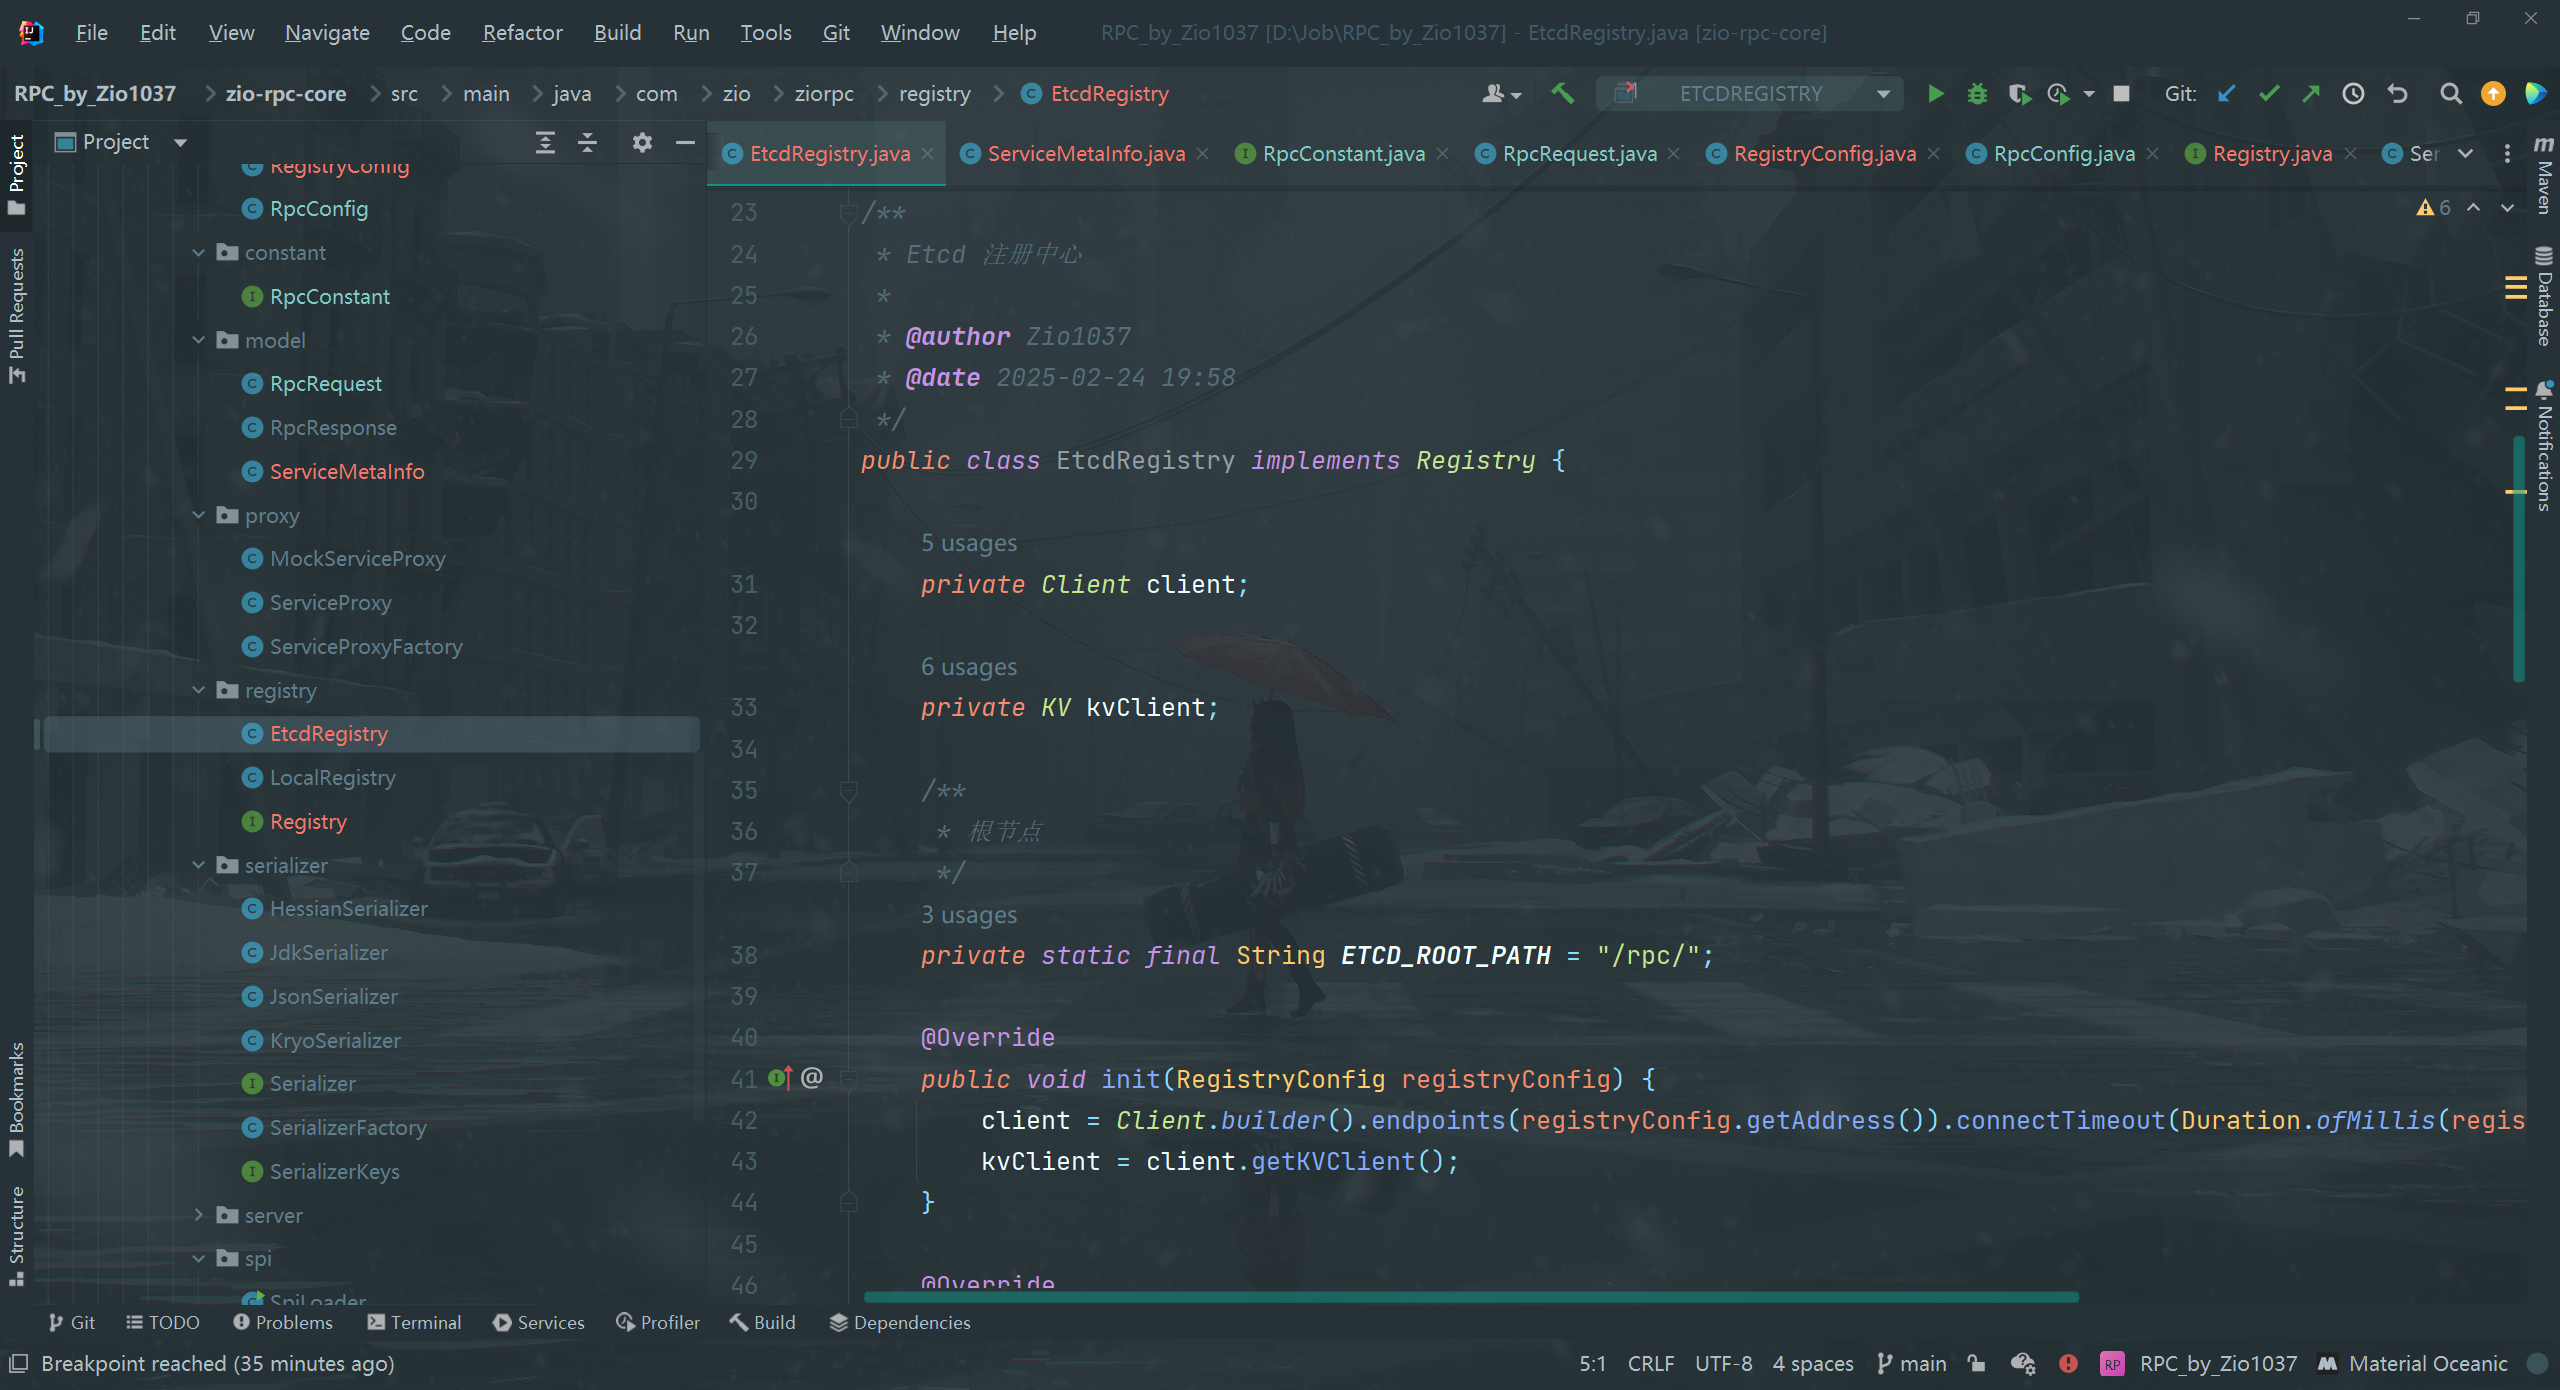 File Edit View Navigate Code Refactor Build Run Tools Git Window Help RPC_by_Zio1037 [D:\Job\RPC_by_Zio1037] - EtcdRegistry.java [zio-rpc-core]
RPC_by_Zio1037 zio-rpc-core src main java com zio ziorpc registry EtcdRegistry ETCDREGISTRY Git:
Project
EtcdRegistry.java ServiceMetaInfo.java RpcConstant.java RpcRequest.java RegistryConfig.java RpcConfig.java Registry.java Ser
Project
Pull Requests
Bookmarks
Structure
RegistryConfig
RpcConfig
constant
RpcConstant
model
RpcRequest
RpcResponse
ServiceMetaInfo
proxy
MockServiceProxy
ServiceProxy
ServiceProxyFactory
registry
EtcdRegistry
LocalRegistry
Registry
serializer
HessianSerializer
JdkSerializer
JsonSerializer
KryoSerializer
Serializer
SerializerFactory
SerializerKeys
server
spi
SpiLoader
6
23 /**
24 * Etcd 注册中心
25 *
26 * @author Zio1037
27 * @date 2025-02-24 19:58
28 */
29 public class EtcdRegistry implements Registry {
30
5 usages
31 private Client client;
32
6 usages
33 private KV kvClient;
34
35 /**
36 * 根节点
37 */
3 usages
38 private static final String ETCD_ROOT_PATH = "/rpc/";
39
40 @Override
41 @ public void init(RegistryConfig registryConfig) {
42 client = Client.builder().endpoints(registryConfig.getAddress()).connectTimeout(Duration.ofMillis(regis
43 kvClient = client.getKVClient();
44 }
45
46 @Override
Maven
Database
Notifications
Git TODO Problems Terminal Services Profiler Build Dependencies
Breakpoint reached (35 minutes ago) 5:1 CRLF UTF-8 4 spaces main RP RPC_by_Zio1037 Material Oceanic